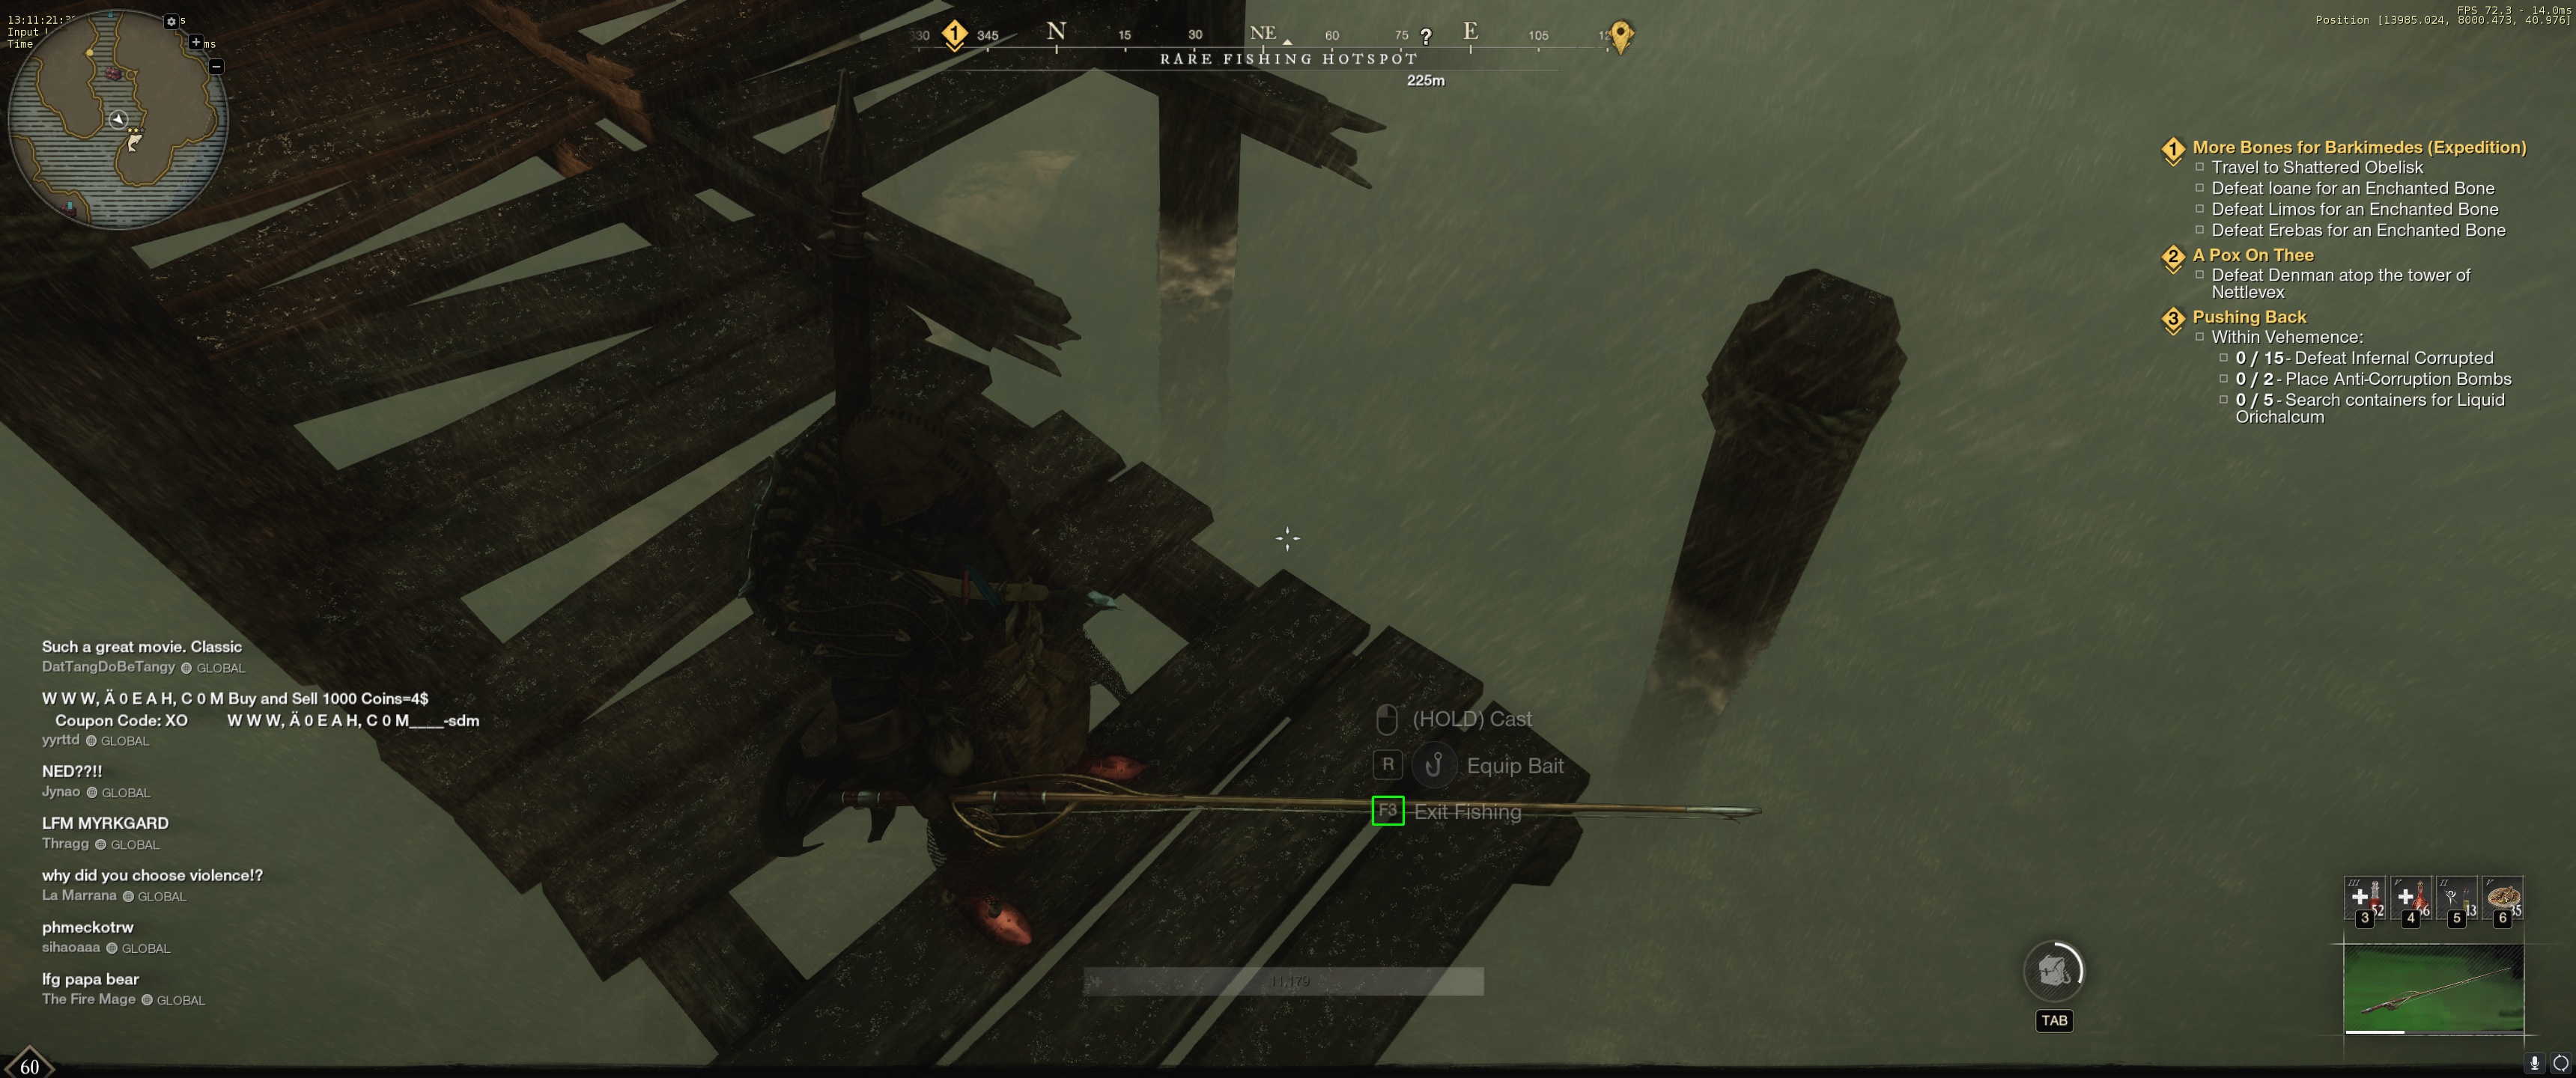 FPS 72.3 - 14.0ms
Position [13985.024, 8000.473, 40.976]
330 1 345 N 15 30 NE 60 75 ? E 105
RARE FISHING HOTSPOT
225m
1 More Bones for Barkimedes (Expedition)
Travel to Shattered Obelisk
Defeat Ioane for an Enchanted Bone
Defeat Limos for an Enchanted Bone
Defeat Erebas for an Enchanted Bone
2 A Pox On Thee
Defeat Denman atop the tower of
Nettlevex
3 Pushing Back
Within Vehemence:
0 / 15 - Defeat Infernal Corrupted
0 / 2 - Place Anti-Corruption Bombs
0 / 5 - Search containers for Liquid
Orichalcum
Such a great movie. Classic
DatTangDoBeTangy GLOBAL
W W W, Ä 0 E A H, C 0 M Buy and Sell 1000 Coins=4$
Coupon Code: XO W W W, Ä 0 E A H, C 0 M____-sdm
yyrttd GLOBAL
NED??!!
Jynao GLOBAL
LFM MYRKGARD
Thragg GLOBAL
why did you choose violence!?
La Marrana GLOBAL
phmeckotrw
sihaoaaa GLOBAL
lfg papa bear
The Fire Mage GLOBAL
(HOLD) Cast
R Equip Bait
F3 Exit Fishing
11,179
3 4 5 6
TAB
60